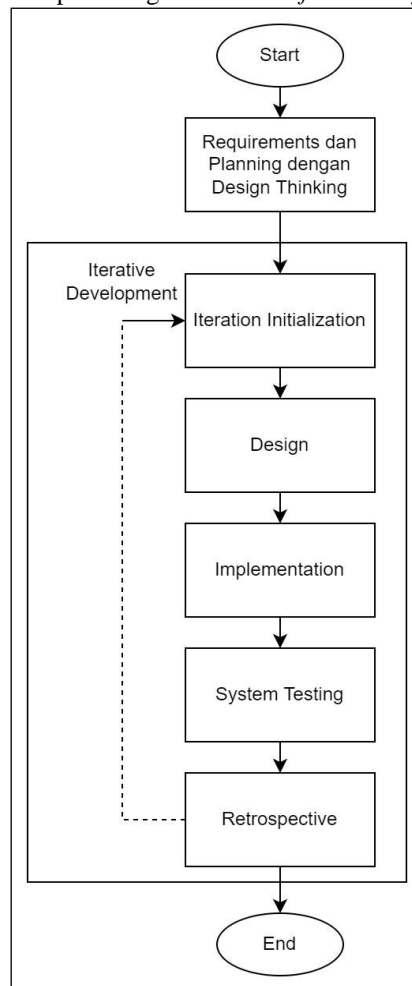 Start
Requirements dan
Planning dengan
Design Thinking
Iterative
Development
Iteration Initialization
Design
Implementation
System Testing
Retrospective
End